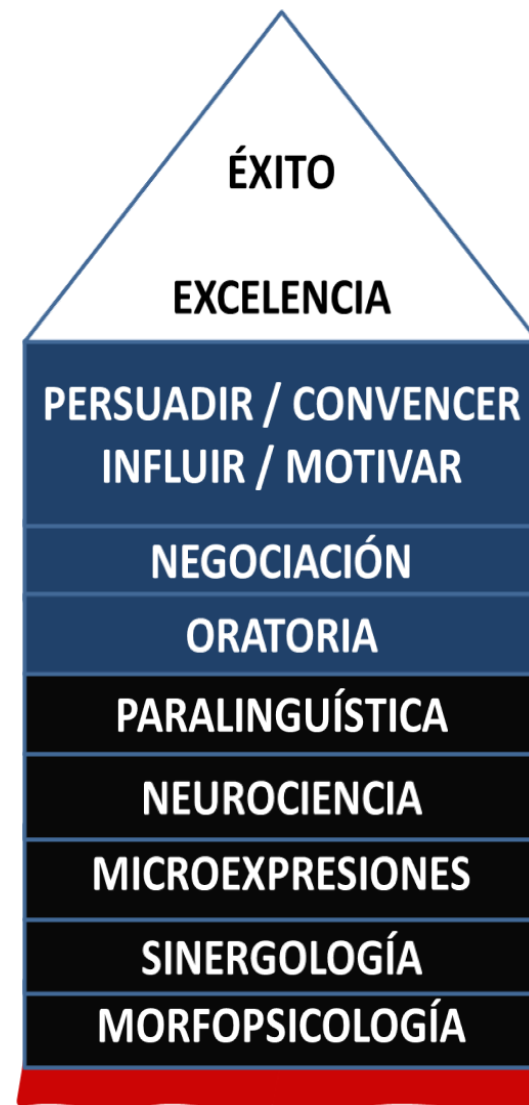 ÉXITO
EXCELENCIA
PERSUADIR / CONVENCER
INFLUIR / MOTIVAR
NEGOCIACIÓN
ORATORIA
PARALINGUÍSTICA
NEUROCIENCIA
MICROEXPRESIONES
SINERGOLOGÍA
MORFOPSICOLOGÍA